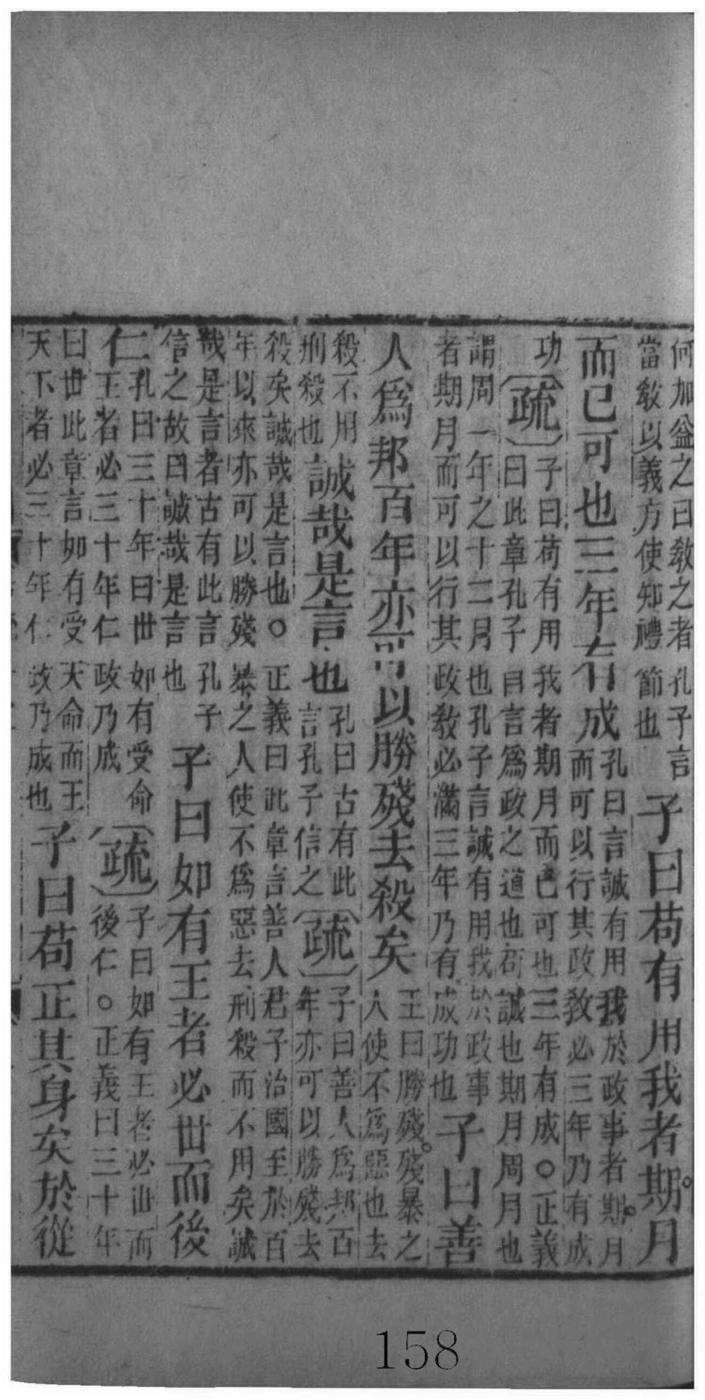 何加益之曰敎之者孔子言
當敎以義方使知禮節也
子曰苟有用我者期月
而已可也三年有成
孔曰言誠有用我於政事者期月
而可以行其政敎必三年乃有成
功
疏
子曰苟有用我者期月而已可也三年有成○正義
曰此章孔子自言爲政之道也苟誠也期月周月也
謂周一年之十二月也孔子言誠有用我於政事
者期月而可以行其政敎必滿三年乃有成功也
子曰善
人爲邦百年亦可以勝殘去殺矣
王曰勝殘殘暴之
人使不爲惡也去
殺不用
刑殺也
誠哉是言也
孔曰古有此
言孔子信之
疏
子曰善人爲邦百
年亦可以勝殘去
殺矣誠哉是言也○正義曰此章言善人君子治國至於百
年以來亦可以勝殘暴之人使不爲惡去刑殺而不用矣誠
哉是言者古有此言孔子
信之故曰誠哉是言也
子曰如有王者必世而後
仁
孔曰三十年曰世如有受命
王者必三十年仁政乃成
疏
子曰如有王者必世而
後仁○正義曰三十年
曰世此章言如有受天命而王
天下者必三十年仁政乃成也
子曰苟正其身矣於從
158